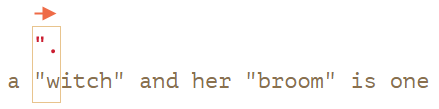 ".
a "witch" and her "broom" is one